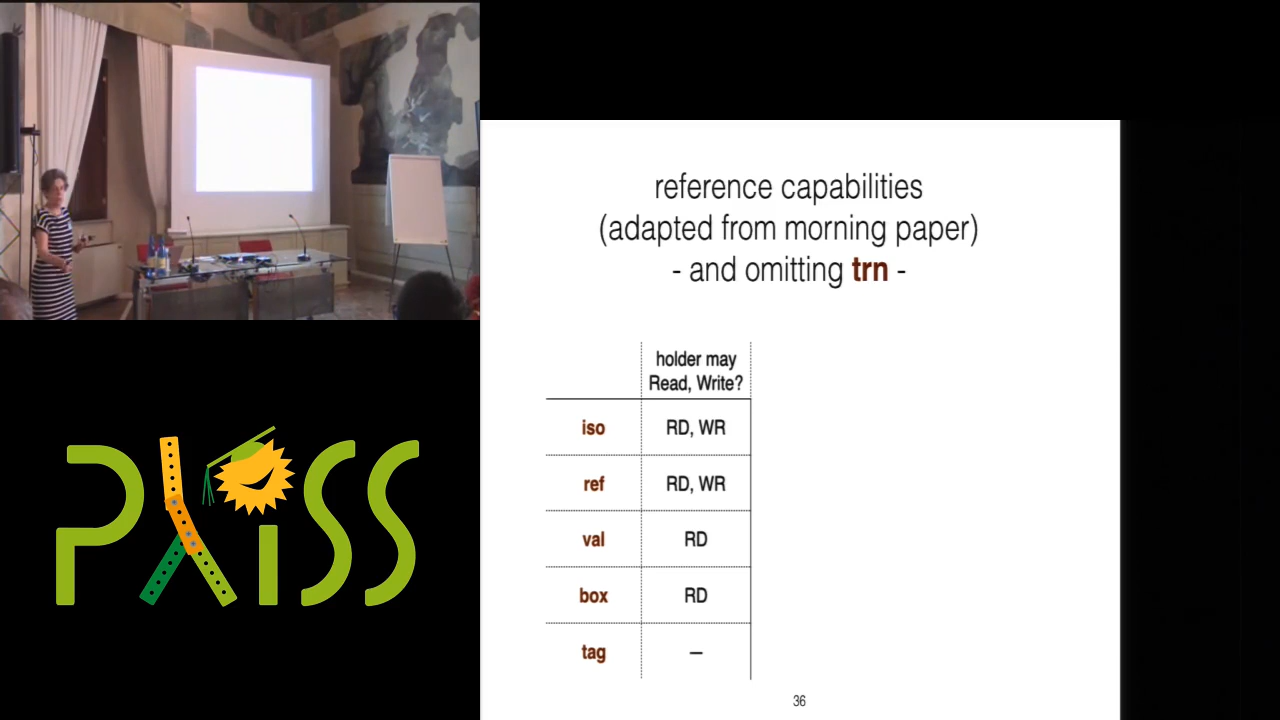 reference capabilities
(adapted from morning paper)
- and omitting trn -
holder may
Read, Write?
iso RD, WR
ref RD, WR
val RD
box RD
tag –
36
PLISS